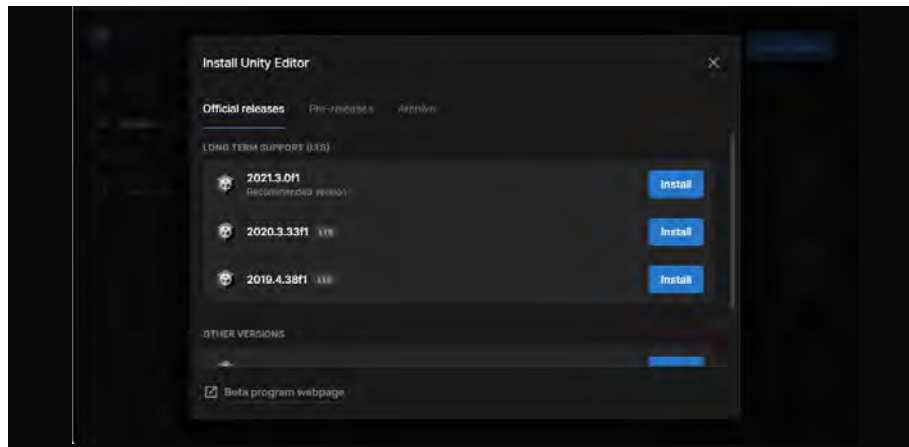 Install Unity Editor
Official releases Pre-releases Archive
LONG TERM SUPPORT (LTS)
2021.3.0f1
Recommended version
Install
2020.3.33f1 LTS
Install
2019.4.38f1 LTS
Install
OTHER VERSIONS
Beta program webpage